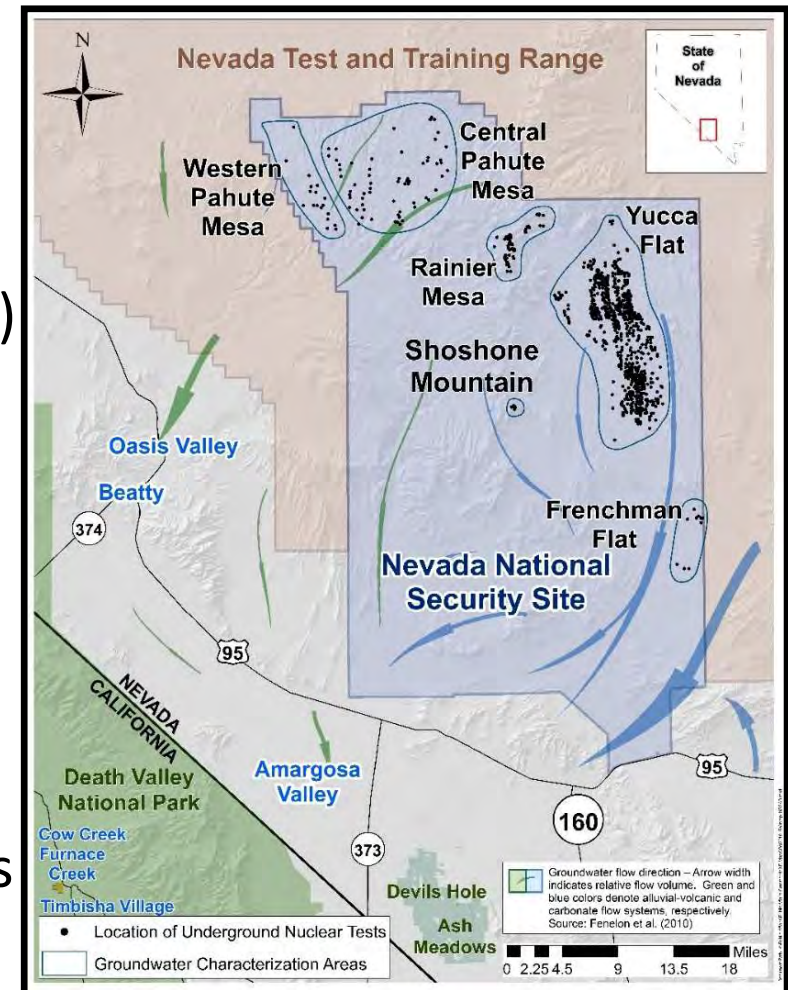 N
Nevada Test and Training Range
State
of
Nevada
Western
Pahute
Mesa
Central
Pahute
Mesa
Rainier
Mesa
Yucca
Flat
)
Shoshone
Mountain
Oasis Valley
Beatty
374
Frenchman
Flat
Nevada National
Security Site
95
NEVADA
CALIFORNIA
Death Valley
National Park
Amargosa
Valley
95
160
373
Cow Creek
Furnace
Creek
Timbisha Village
s
Devils Hole
Ash
Meadows
Groundwater flow direction – Arrow width
indicates relative flow volume. Green and
blue colors denote alluvial-volcanic and
carbonate flow systems, respectively.
Source: Fenelon et al. (2010)
Location of Underground Nuclear Tests
Groundwater Characterization Areas
Miles
0 2.25 4.5 9 13.5 18